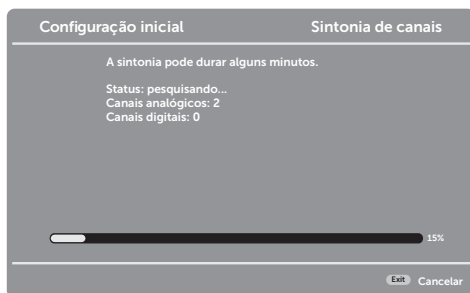 Configuração inicial Sintonia de canais
A sintonia pode durar alguns minutos.
Status: pesquisando...
Canais analógicos: 2
Canais digitais: 0
15%
Exit Cancelar